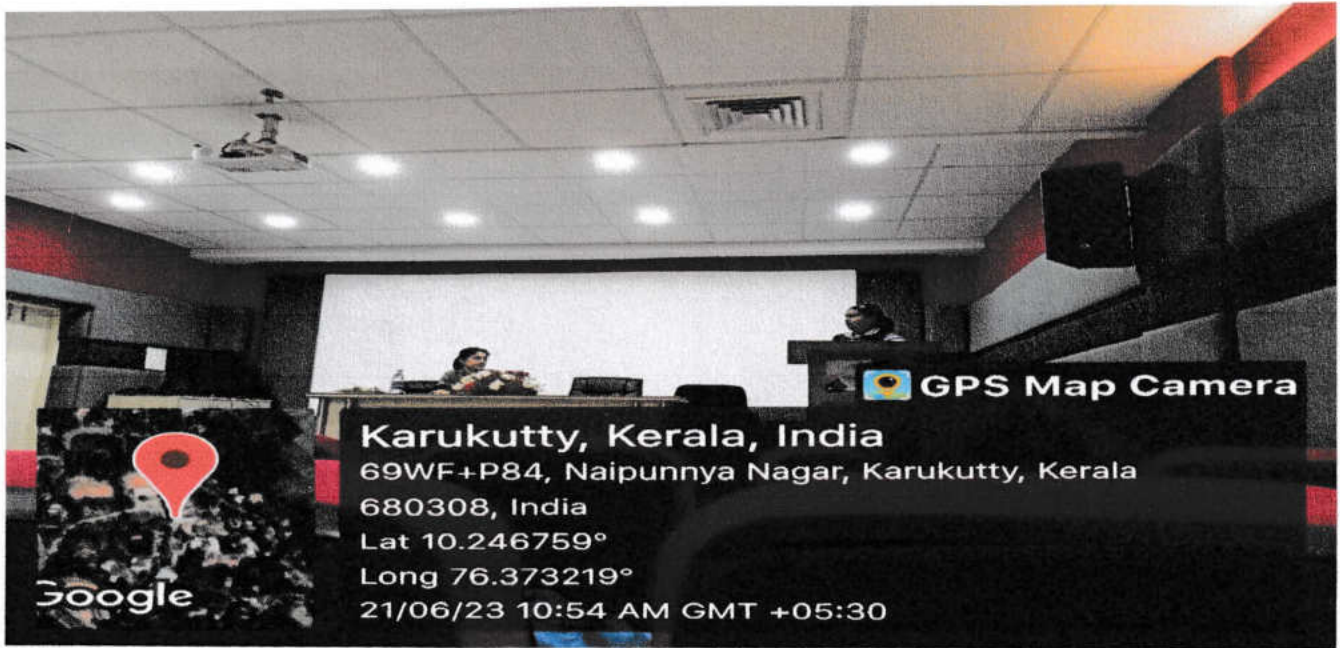 GPS Map Camera
Karukutty, Kerala, India
69WF+P84, Naipunnya Nagar, Karukutty, Kerala
680308, India
Lat 10.246759°
Long 76.373219°
21/06/23 10:54 AM GMT +05:30
Google